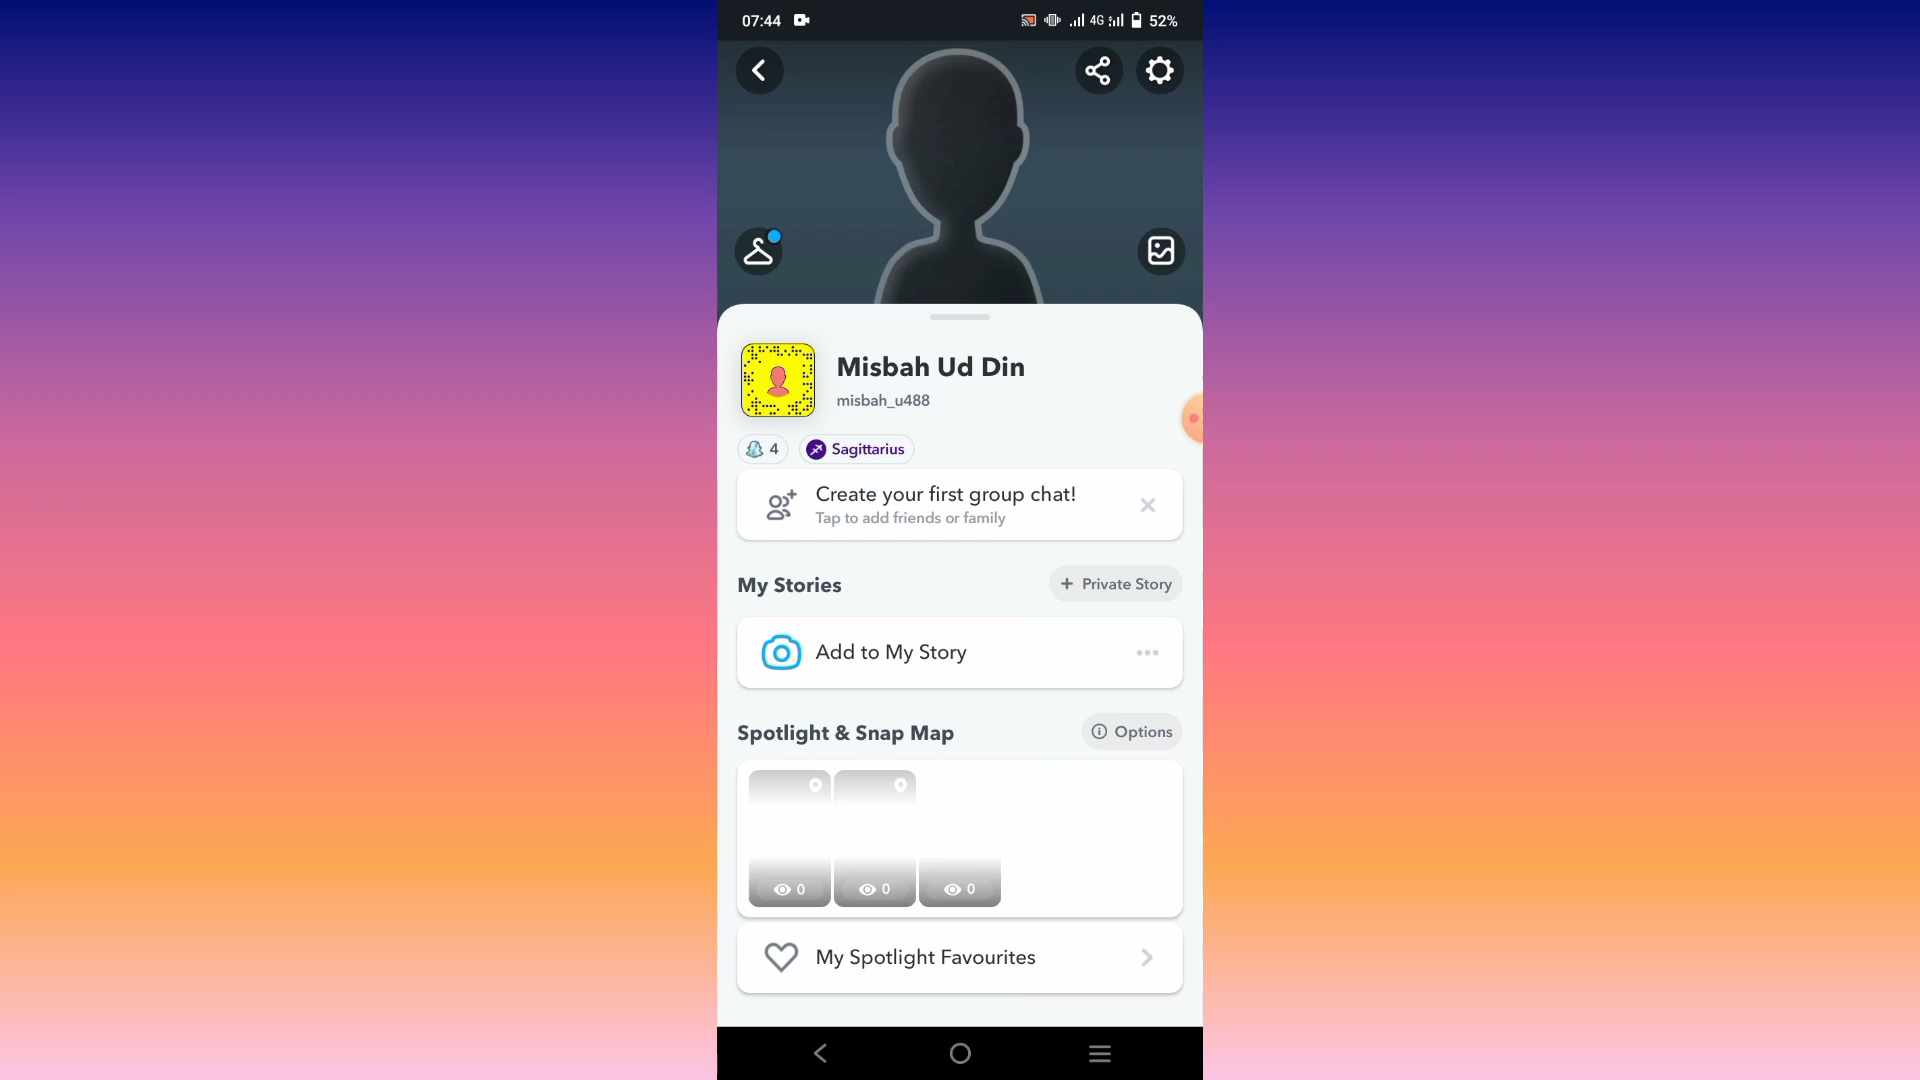 07:44
4G
52%
Misbah Ud Din
misbah_u488
4
Sagittarius
Create your first group chat!
Tap to add friends or family
My Stories
+ Private Story
Add to My Story
Spotlight & Snap Map
Options
0
0
0
My Spotlight Favourites